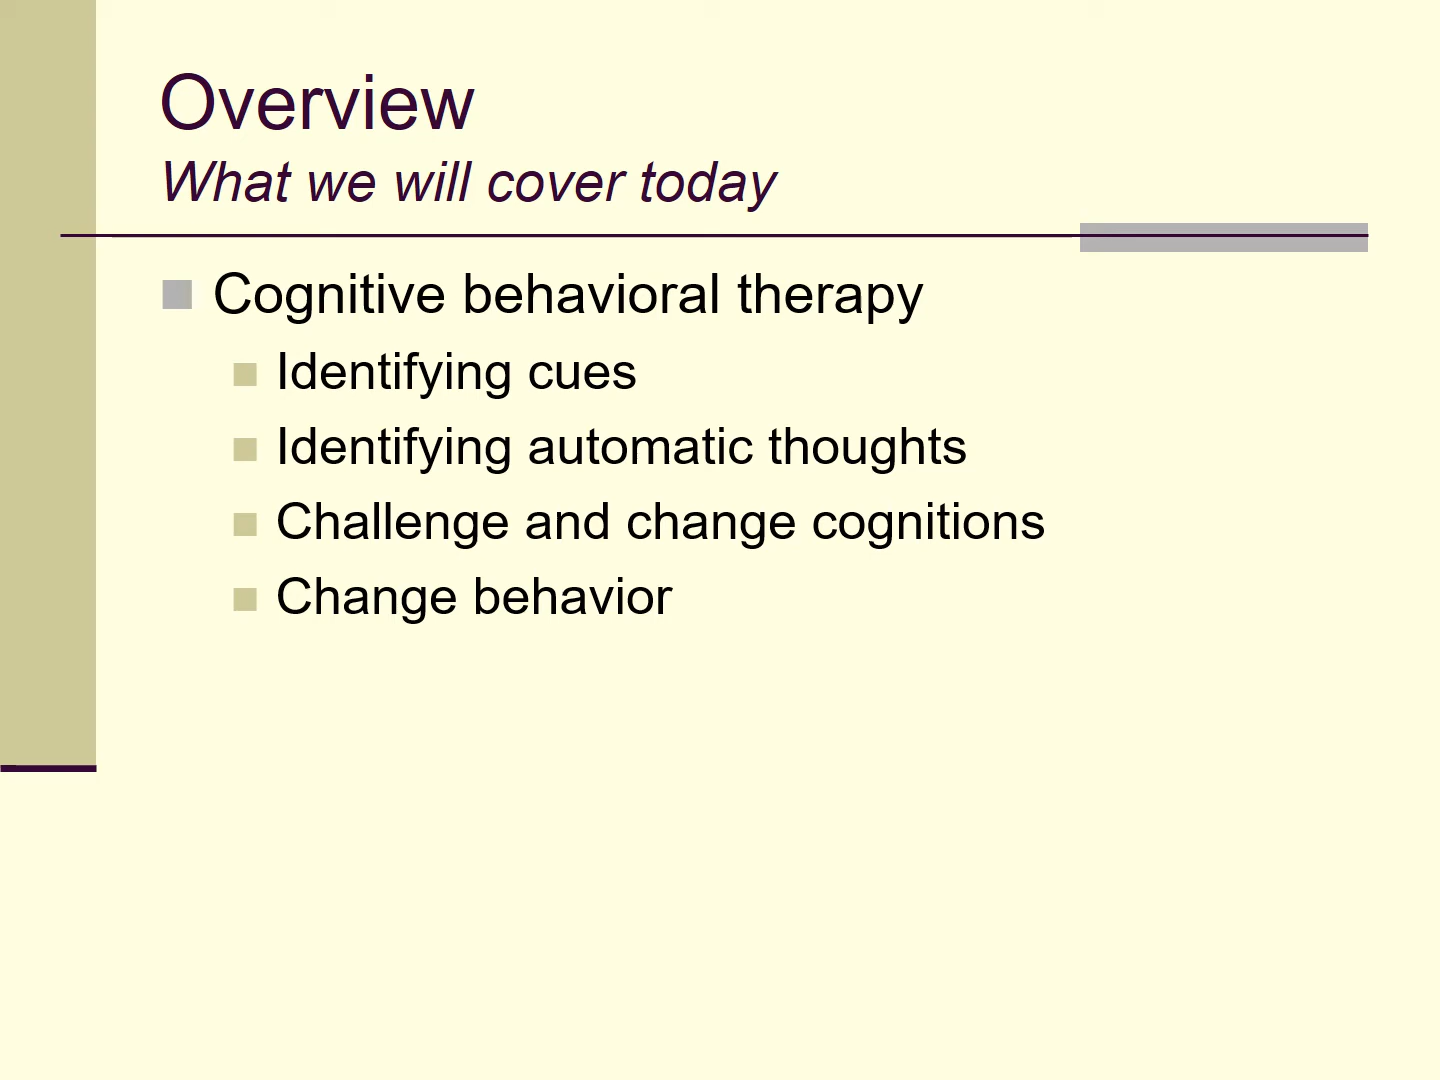 Overview
What we will cover today
Cognitive behavioral therapy
Identifying cues
Identifying automatic thoughts
Challenge and change cognitions
Change behavior